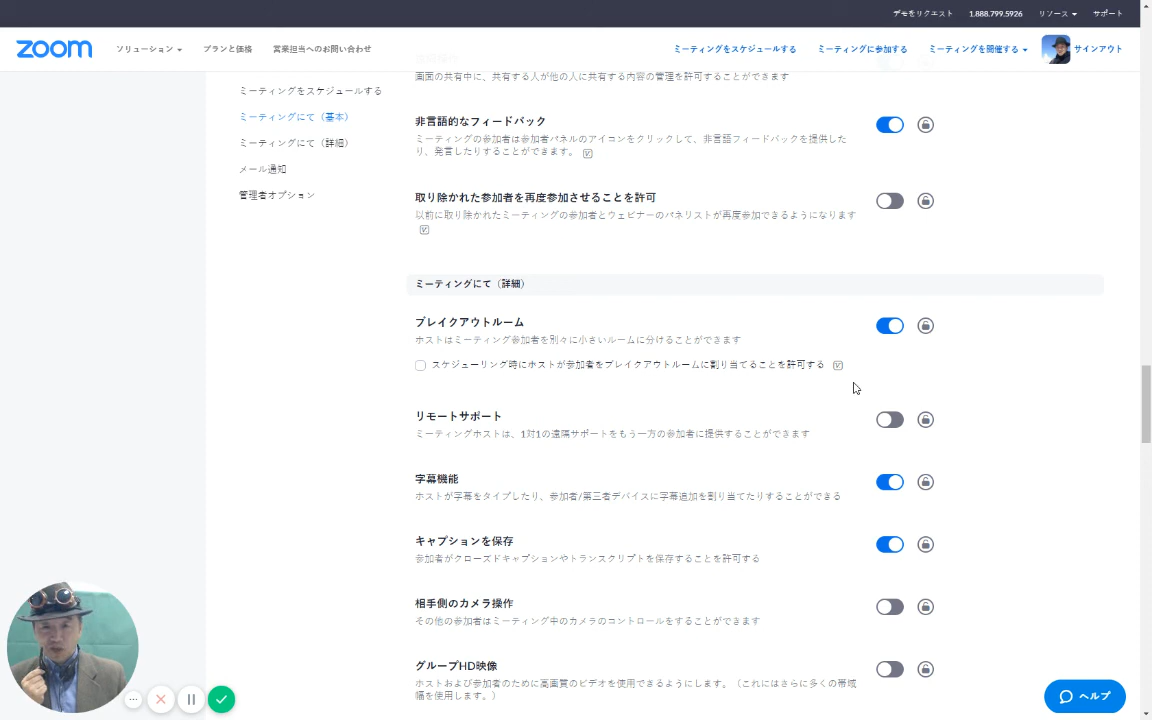 デモをリクエスト 1.888.799.5926 リソース サポート
zoom ソリューション プランと価格 営業担当へのお問い合わせ ミーティングをスケジュールする ミーティングに参加する ミーティングを開催する サインアウト
画面の共有中に、共有する人が他の人に共有する内容の管理を許可することができます
ミーティングをスケジュールする
ミーティングにて（基本）
ミーティングにて（詳細）
メール通知
管理者オプション
非言語的なフィードバック
ミーティングの参加者は参加者パネルのアイコンをクリックして、非言語フィードバックを提供した
り、発言したりすることができます。
取り除かれた参加者を再度参加させることを許可
以前に取り除かれたミーティングの参加者とウェビナーのパネリストが再度参加できるようになります
ミーティングにて（詳細）
ブレイクアウトルーム
ホストはミーティング参加者を別々に小さいルームに分けることができます
スケジューリング時にホストが参加者をブレイクアウトルームに割り当てることを許可する
リモートサポート
ミーティングホストは、1対1の遠隔サポートをもう一方の参加者に提供することができます
字幕機能
ホストが字幕をタイプしたり、参加者/第三者デバイスに字幕追加を割り当てたりすることができる
キャプションを保存
参加者がクローズドキャプションやトランスクリプトを保存することを許可する
相手側のカメラ操作
その他の参加者はミーティング中のカメラのコントロールをすることができます
グループHD映像
ホストおよび参加者のために高画質のビデオを使用できるようにします。（これにはさらに多くの帯域
幅を使用します。）
ヘルプ